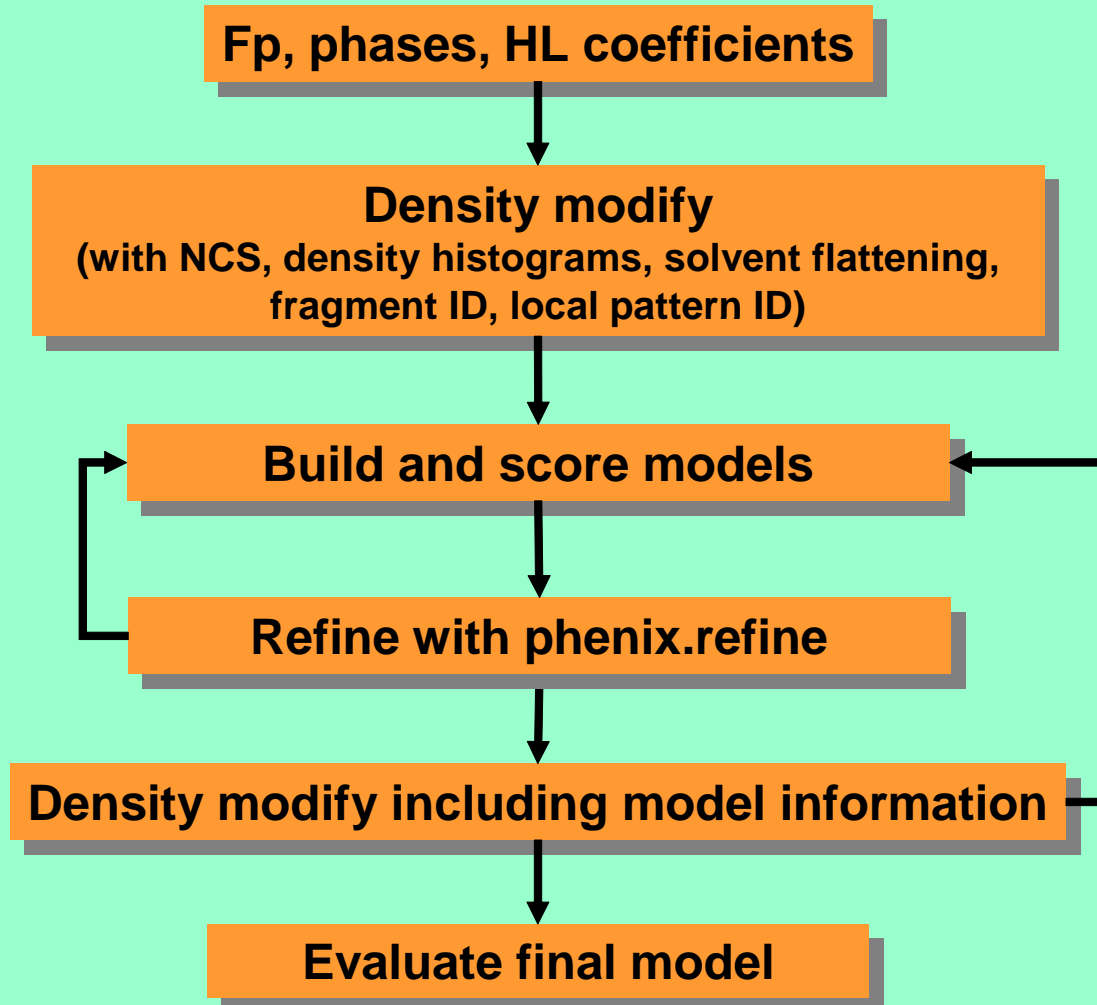 Fp, phases, HL coefficients
Density modify
(with NCS, density histograms, solvent flattening,
fragment ID, local pattern ID)
Build and score models
Refine with phenix.refine
Density modify including model information
Evaluate final model